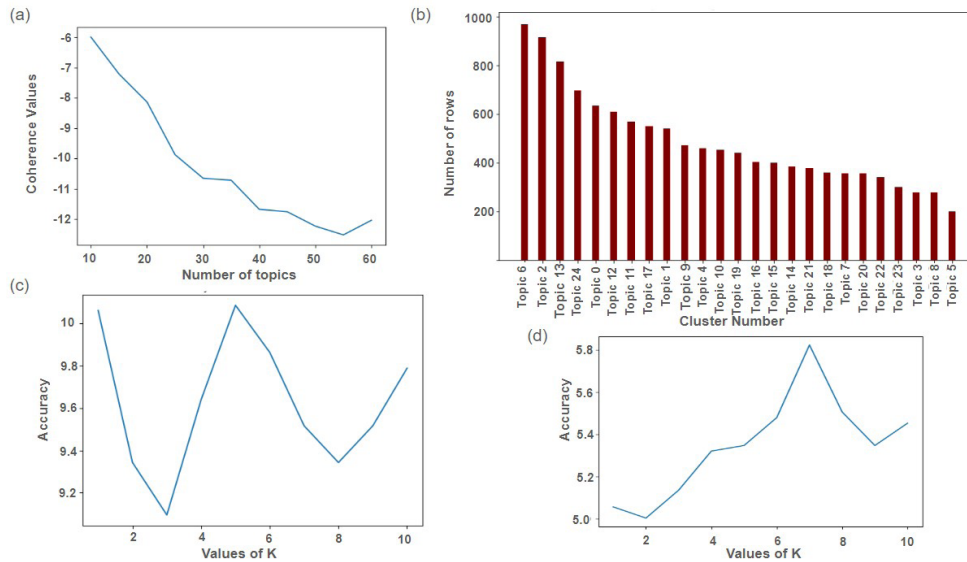 (a)
-6
-7
-8
-9
-10
-11
-12
Coherence Values
10 20 30 40 50 60
Number of topics
(b)
1000
800
600
400
200
Number of rows
Topic 6
Topic 2
Topic 13
Topic 24
Topic 0
Topic 12
Topic 11
Topic 17
Topic 1
Topic 9
Topic 4
Topic 10
Topic 19
Topic 16
Topic 15
Topic 14
Topic 21
Topic 18
Topic 7
Topic 20
Topic 22
Topic 23
Topic 3
Topic 8
Topic 5
Cluster Number
(c)
10
9.8
9.6
9.4
9.2
Accuracy
2 4 6 8 10
Values of K
(d)
5.8
5.6
5.4
5.2
5.0
Accuracy
2 4 6 8 10
Values of K